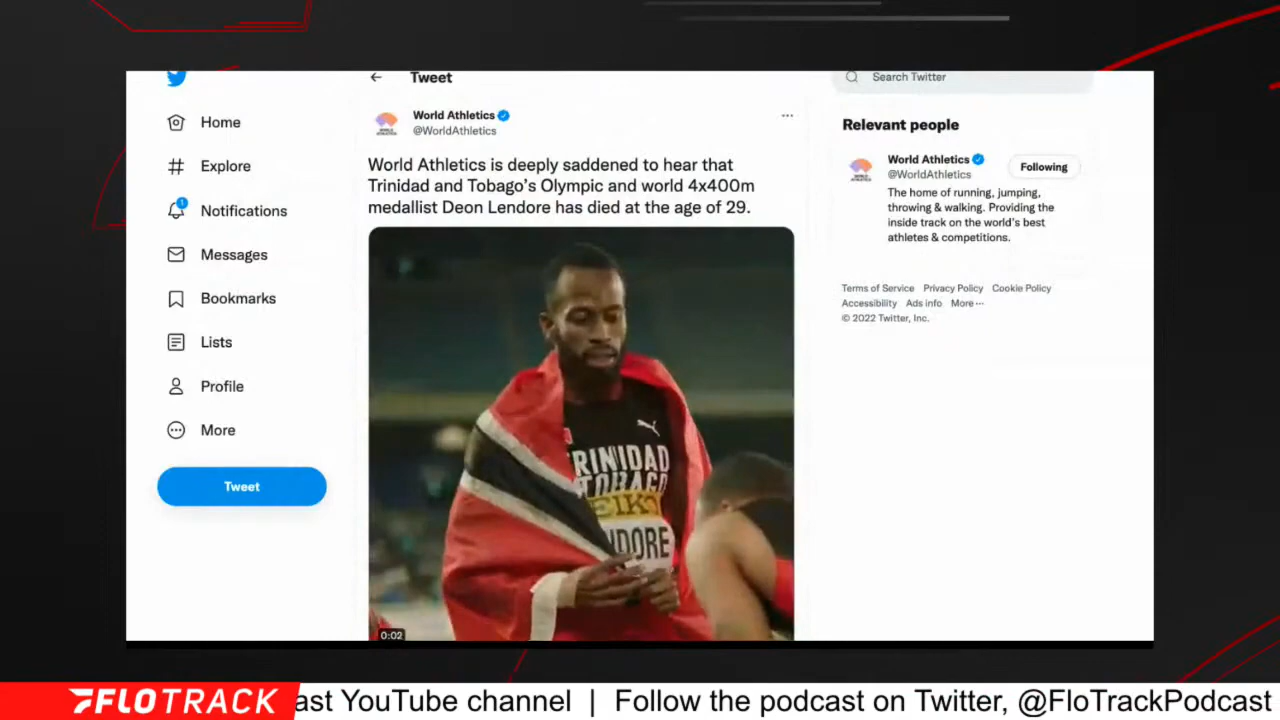 Tweet
Search Twitter
World Athletics
@WorldAthletics
World Athletics is deeply saddened to hear that
Trinidad and Tobago's Olympic and world 4x400m
medallist Deon Lendore has died at the age of 29.
Home
Explore
1
Notifications
Messages
Bookmarks
Lists
Profile
More
Tweet
RINIDAD
TOBAGO
EIKO
NDORE
0:02
Relevant people
World Athletics
@WorldAthletics
Following
The home of running, jumping,
throwing & walking. Providing the
inside track on the world's best
athletes & competitions.
Terms of Service Privacy Policy Cookie Policy
Accessibility Ads info More ···
© 2022 Twitter, Inc.
FLOTRACK
ast YouTube channel | Follow the podcast on Twitter, @FloTrackPodcast